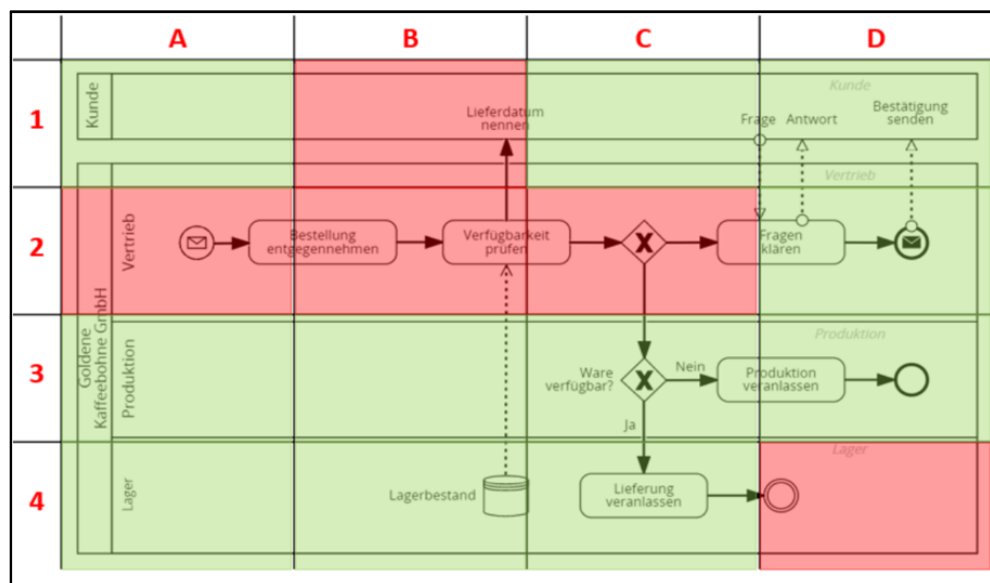 A B C D
1
Kunde
Kunde
Lieferdatum
nennen
Frage
Antwort
Bestätigung
senden
Goldene
Kaffeebohne GmbH
Vertrieb
2
Vertrieb
Bestellung
entgegennehmen
Verfügbarkeit
prüfen
X
Fragen
klären
3
Produktion
Produktion
Ware
verfügbar?
X
Nein
Produktion
veranlassen
Ja
4
Lager
Lager
Lagerbestand
Lieferung
veranlassen